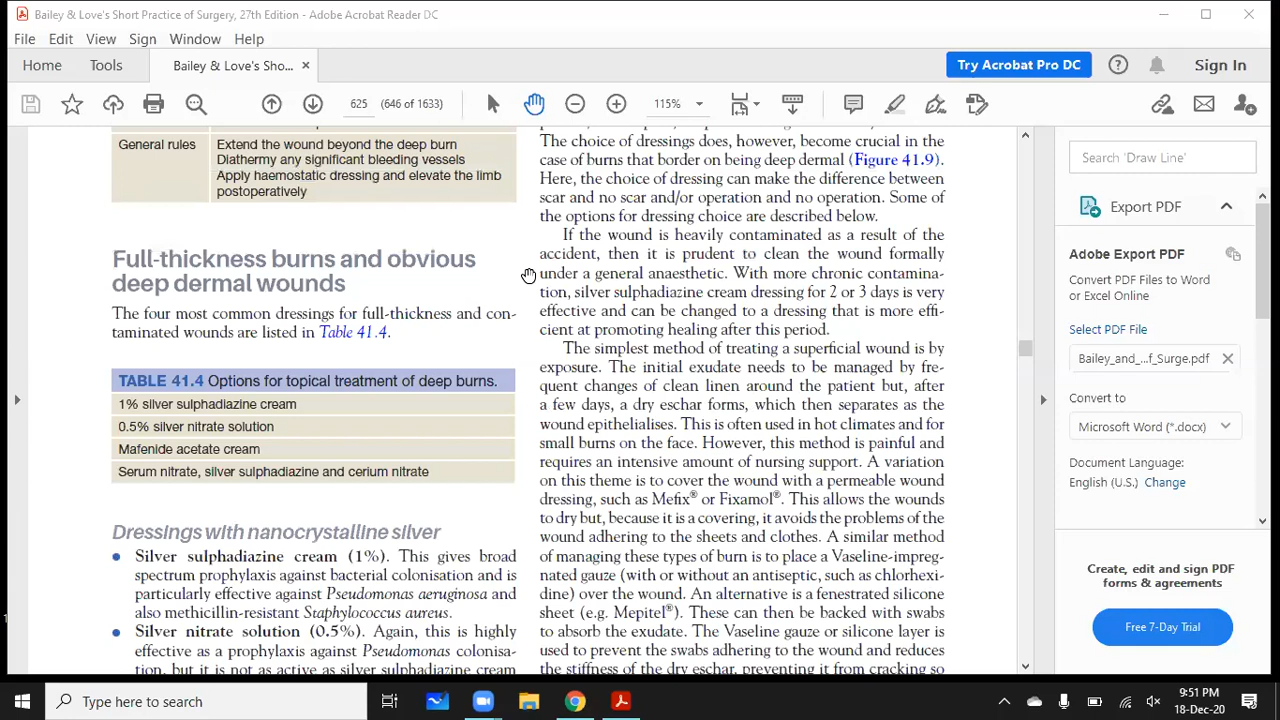 Bailey & Love's Short Practice of Surgery, 27th Edition - Adobe Acrobat Reader DC
File Edit View Sign Window Help
Home Tools Bailey & Love's Sho... × Try Acrobat Pro DC Sign In
625 (646 of 1633) 115%
General rules
Extend the wound beyond the deep burn
Diathermy any significant bleeding vessels
Apply haemostatic dressing and elevate the limb
postoperatively
Full-thickness burns and obvious
deep dermal wounds
The four most common dressings for full-thickness and con-
taminated wounds are listed in Table 41.4.
TABLE 41.4 Options for topical treatment of deep burns.
1% silver sulphadiazine cream
0.5% silver nitrate solution
Mafenide acetate cream
Serum nitrate, silver sulphadiazine and cerium nitrate
Dressings with nanocrystalline silver
• Silver sulphadiazine cream (1%). This gives broad
spectrum prophylaxis against bacterial colonisation and is
particularly effective against Pseudomonas aeruginosa and
also methicillin-resistant Staphylococcus aureus.
• Silver nitrate solution (0.5%). Again, this is highly
effective as a prophylaxis against Pseudomonas colonisa-
tion, but it is not as active as silver sulphadiazine cream
The choice of dressings does, however, become crucial in the
case of burns that border on being deep dermal (Figure 41.9).
Here, the choice of dressing can make the difference between
scar and no scar and/or operation and no operation. Some of
the options for dressing choice are described below.
If the wound is heavily contaminated as a result of the
accident, then it is prudent to clean the wound formally
under a general anaesthetic. With more chronic contamina-
tion, silver sulphadiazine cream dressing for 2 or 3 days is very
effective and can be changed to a dressing that is more effi-
cient at promoting healing after this period.
The simplest method of treating a superficial wound is by
exposure. The initial exudate needs to be managed by fre-
quent changes of clean linen around the patient but, after
a few days, a dry eschar forms, which then separates as the
wound epithelialises. This is often used in hot climates and for
small burns on the face. However, this method is painful and
requires an intensive amount of nursing support. A variation
on this theme is to cover the wound with a permeable wound
dressing, such as Mefix® or Fixamol®. This allows the wounds
to dry but, because it is a covering, it avoids the problems of the
wound adhering to the sheets and clothes. A similar method
of managing these types of burn is to place a Vaseline-impreg-
nated gauze (with or without an antiseptic, such as chlorhexi-
dine) over the wound. An alternative is a fenestrated silicone
sheet (e.g. Mepitel®). These can then be backed with swabs
to absorb the exudate. The Vaseline gauze or silicone layer is
used to prevent the swabs adhering to the wound and reduces
the stiffness of the dry eschar, preventing it from cracking so
Search 'Draw Line'
Export PDF
Adobe Export PDF
Convert PDF Files to Word
or Excel Online
Select PDF File
Bailey_and_...f_Surge.pdf ×
Convert to
Microsoft Word (*.docx)
Document Language:
English (U.S.) Change
Create, edit and sign PDF
forms & agreements
Free 7-Day Trial
Type here to search
9:51 PM
18-Dec-20